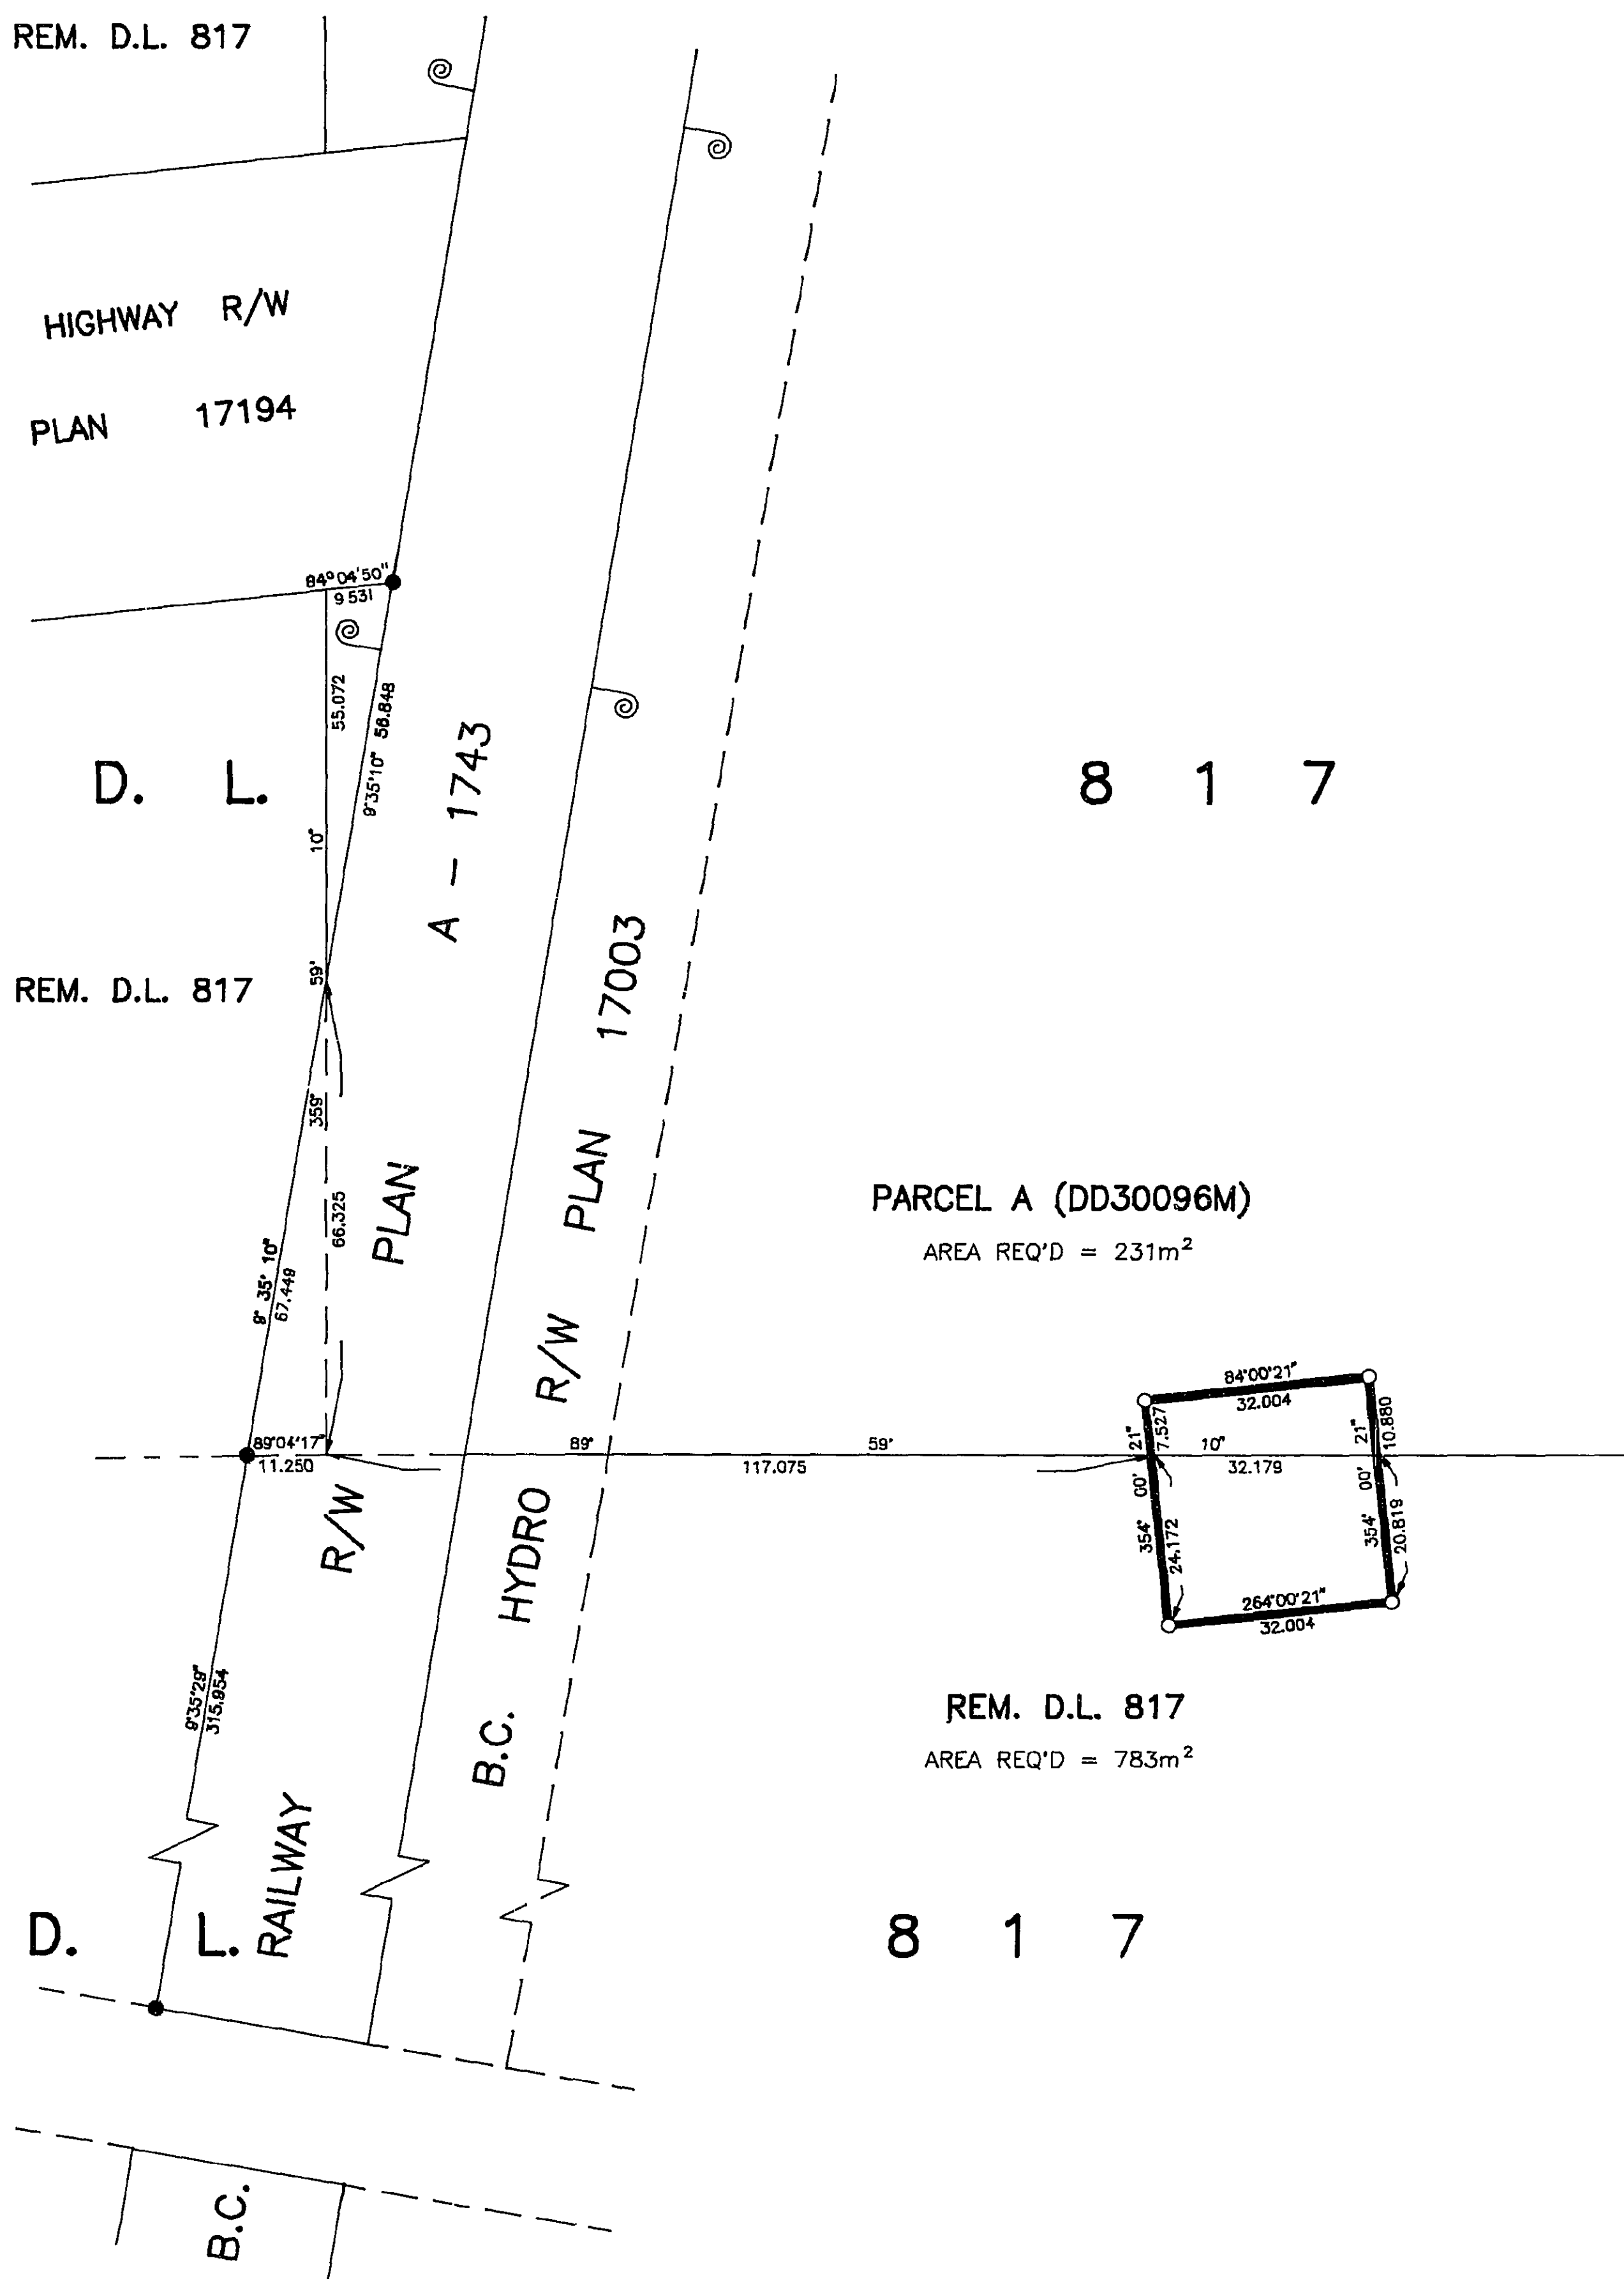 REM. D.L. 817
HIGHWAY R/W
PLAN 17194
84°04'50"
9 531
55.072
9°35'10" 56.848
D. L. 8 1 7
359° 59' 10"
REM. D.L. 817
66.325
9° 35' 10"
67.449
RAILWAY R/W PLAN A - 1743
B.C. HYDRO R/W PLAN 17003
PARCEL A (DD30096M)
AREA REQ'D = 231m²
84°00'21"
32.004
89°04'17"
11.250
89° 59' 10"
117.075
32.179
354° 00' 21"
7.527
24.172
354° 00' 21"
10.880
20.819
264°00'21"
32.004
9°35'29"
315.954
REM. D.L. 817
AREA REQ'D = 783m²
D. L. 8 1 7
B.C.